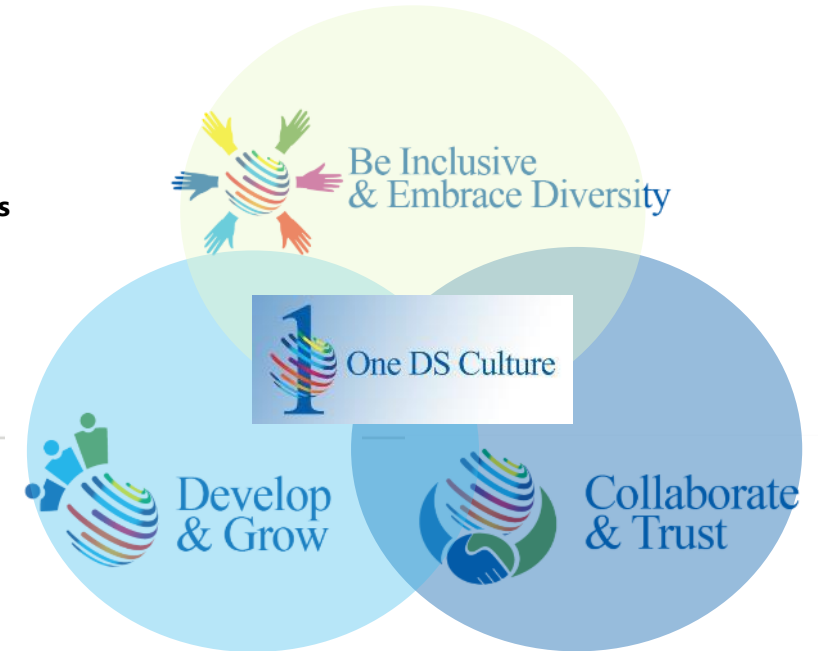 Be Inclusive
& Embrace Diversity
s
1 One DS Culture
Develop
& Grow
Collaborate
& Trust